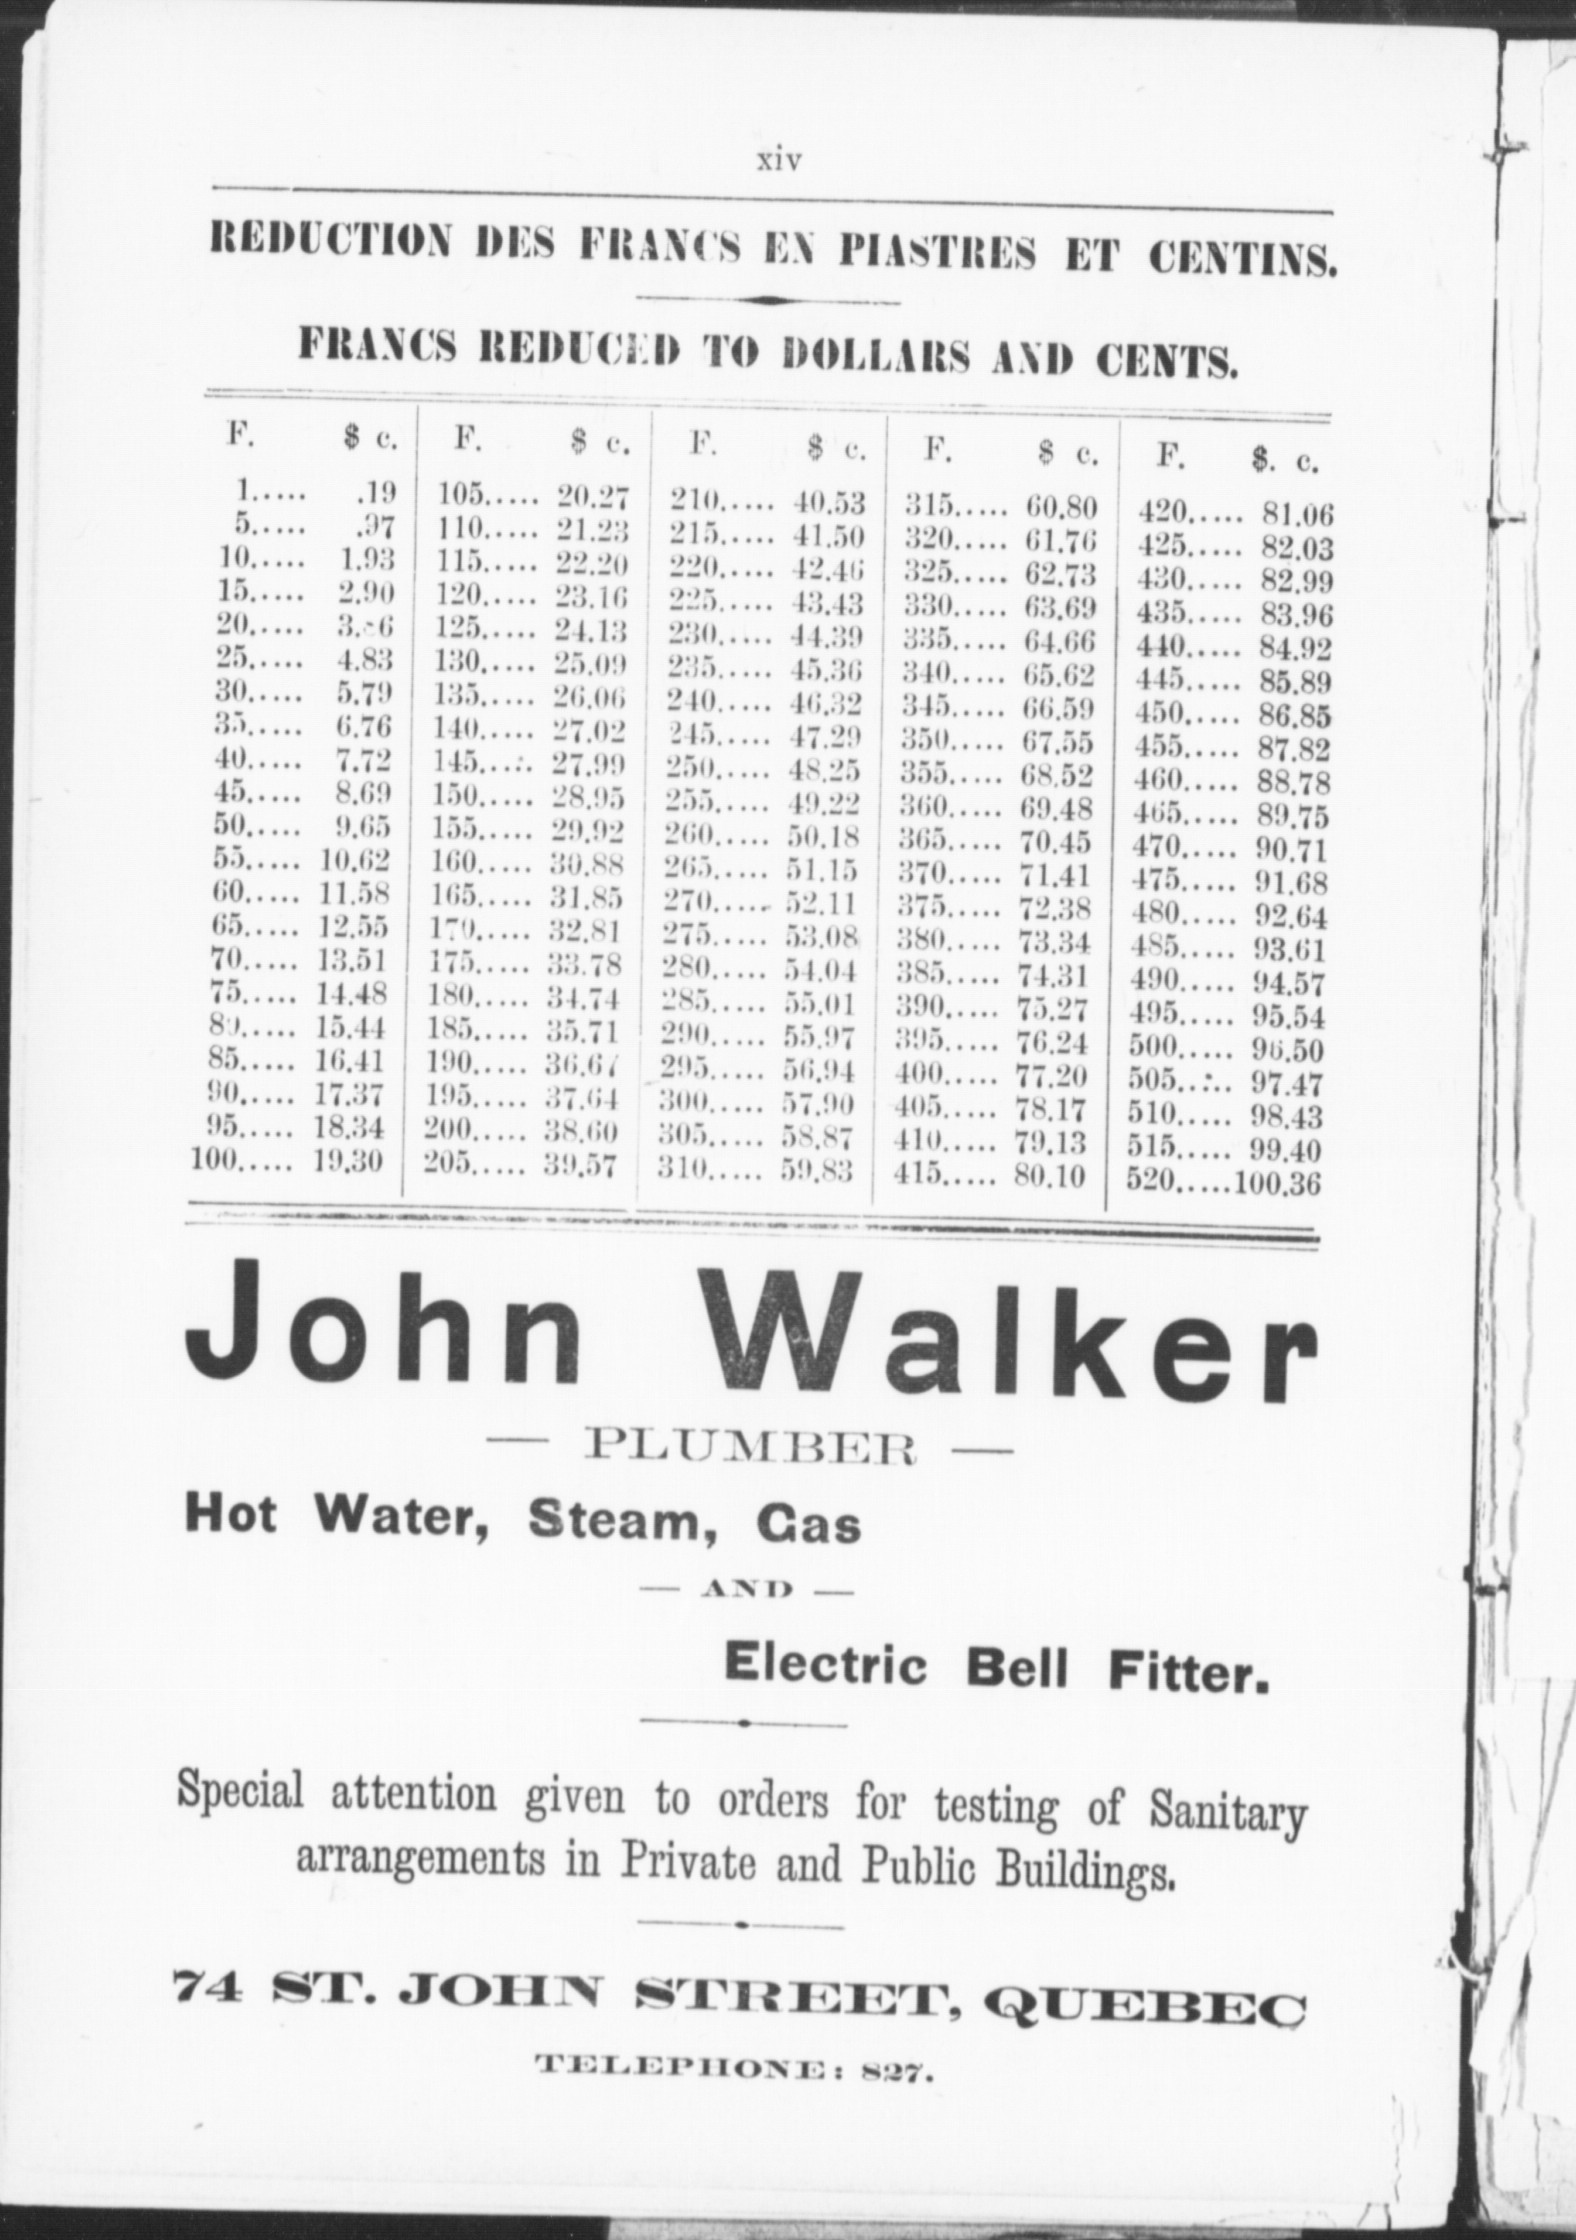 xiv
REDUCTION DES FRANCS EN PIASTRES ET CENTINS.
FRANCS REDUCED TO DOLLARS AND CENTS.
F. $ c. F. $ c. F. $ c. F. $ c. F. $. c.
1..... .19 105..... 20.27 210..... 40.53 315..... 60.80 420..... 81.06
5..... .97 110..... 21.23 215..... 41.50 320..... 61.76 425..... 82.03
10..... 1.93 115..... 22.20 220..... 42.46 325..... 62.73 430..... 82.99
15..... 2.90 120..... 23.16 225..... 43.43 330..... 63.69 435..... 83.96
20..... 125..... 24.13 230..... 44.39 335..... 64.66 440..... 84.92
25..... 4.83 130..... 25.09 235..... 45.36 340..... 65.62 445..... 85.89
30..... 5.79 135..... 26.06 240..... 46.32 345..... 66.59 450..... 86.85
35..... 6.76 140..... 27.02 245..... 47.29 350..... 67.55 455..... 87.82
40..... 7.72 145..... 27.99 250..... 48.25 355..... 68.52 460..... 88.78
45..... 8.69 150..... 28.95 255..... 49.22 360..... 69.48 465..... 89.75
50..... 9.65 155..... 29.92 260..... 50.18 365..... 70.45 470..... 90.71
55..... 10.62 160..... 30.88 265..... 51.15 370..... 71.41 475..... 91.68
60..... 11.58 165..... 31.85 270..... 52.11 375..... 72.38 480..... 92.64
65..... 12.55 170..... 32.81 275..... 53.08 380..... 73.34 485..... 93.61
70..... 13.51 175..... 33.78 280..... 54.04 385..... 74.31 490..... 94.57
75..... 14.48 180..... 34.74 285..... 55.01 390..... 75.27 495..... 95.54
80..... 15.44 185..... 35.71 290..... 55.97 395..... 76.24 500..... 96.50
85..... 16.41 190..... 36.67 295..... 56.94 400..... 77.20 505..... 97.47
90..... 17.37 195..... 37.64 300..... 57.90 405..... 78.17 510..... 98.43
95..... 18.34 200..... 38.60 305..... 58.87 410..... 79.13 515..... 99.40
100..... 19.30 205..... 39.57 310..... 59.83 415..... 80.10 520.....100.36
John Walker
— PLUMBER —
Hot Water, Steam, Gas
— AND —
Electric Bell Fitter.
Special attention given to orders for testing of Sanitary
arrangements in Private and Public Buildings.
74 ST. JOHN STREET, QUEBEC
TELEPHONE: 827.